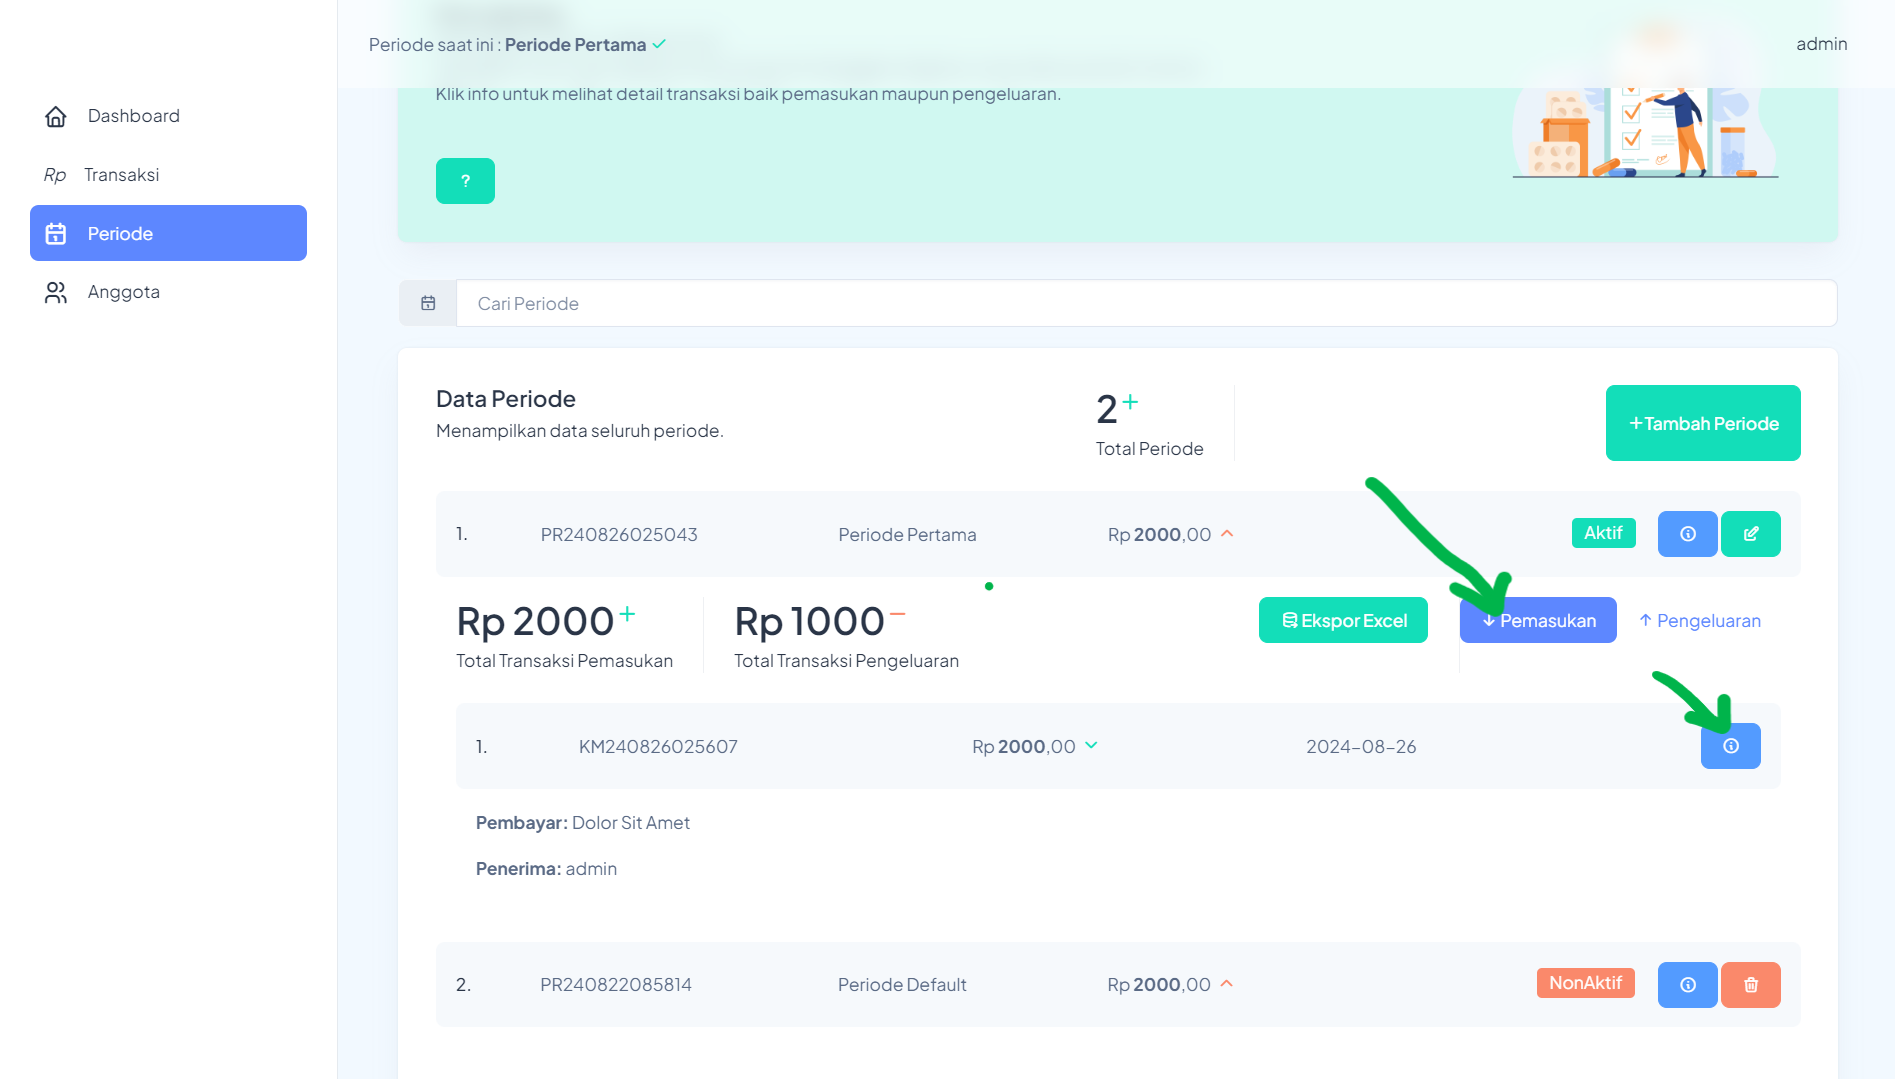 Periode saat ini : Periode Pertama
admin
Dashboard
Rp Transaksi
Periode
Anggota
Klik info untuk melihat detail transaksi baik pemasukan maupun pengeluaran.
?
Cari Periode
Data Periode
Menampilkan data seluruh periode.
2+
Total Periode
+Tambah Periode
1. PR240826025043 Periode Pertama Rp 2000,00 Aktif
Rp 2000+
Total Transaksi Pemasukan
Rp 1000−
Total Transaksi Pengeluaran
Ekspor Excel
↓ Pemasukan
↑ Pengeluaran
1. KM240826025607 Rp 2000,00 2024-08-26
Pembayar: Dolor Sit Amet
Penerima: admin
2. PR240822085814 Periode Default Rp 2000,00 NonAktif